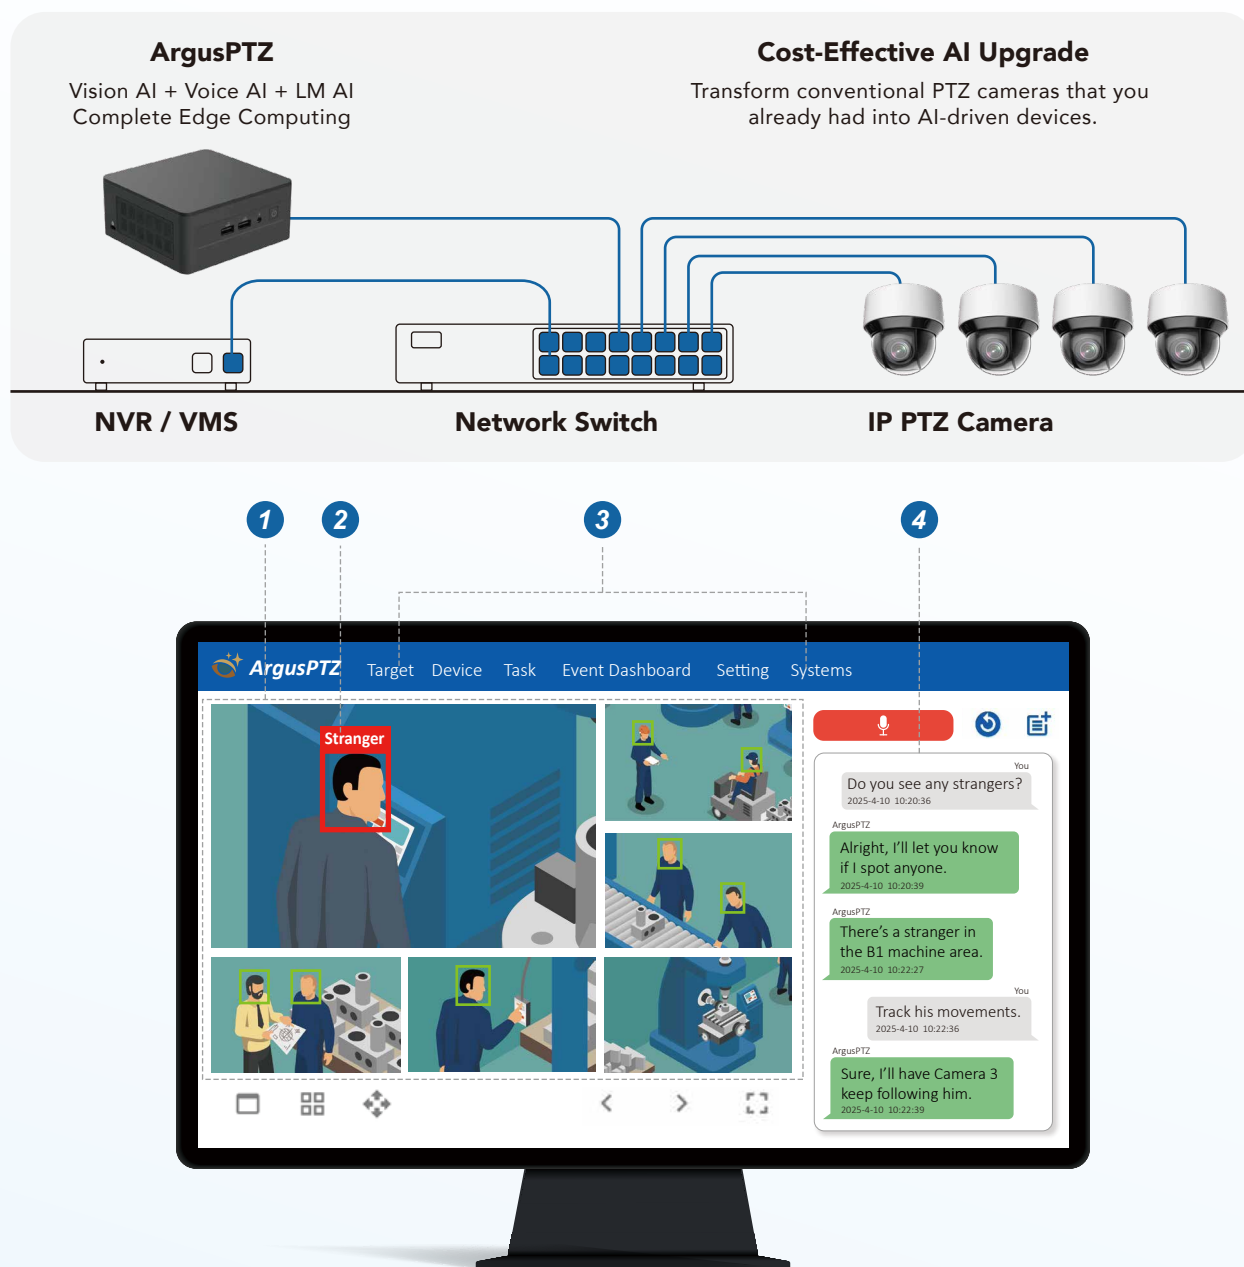 ArgusPTZ
Vision AI + Voice AI + LM AI
Complete Edge Computing
Cost-Effective AI Upgrade
Transform conventional PTZ cameras that you
already had into AI-driven devices.
NVR / VMS
Network Switch
IP PTZ Camera
1
2
3
4
ArgusPTZ
Target
Device
Task
Event Dashboard
Setting
Systems
Stranger
You
Do you see any strangers?
2025-4-10 10:20:36
ArgusPTZ
Alright, I'll let you know
if I spot anyone.
2025-4-10 10:20:39
ArgusPTZ
There's a stranger in
the B1 machine area.
2025-4-10 10:22:27
You
Track his movements.
2025-4-10 10:22:36
ArgusPTZ
Sure, I'll have Camera 3
keep following him.
2025-4-10 10:22:39